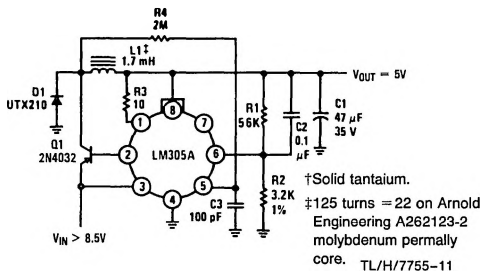 R4
2M
L1‡
1.7 mH
VOUT = 5V
D1
UTX210
R3
10
R1
56K
C1
47 μF
35 V
C2
0.1
μF
Q1
2N4032
1
8
7
2
LM305A
6
3
4
5
R2
3.2K
1%
C3
100 pF
VIN > 8.5V
†Solid tantaium.
‡125 turns = 22 on Arnold
Engineering A262123-2
molybdenum permally
core.
TL/H/7755–11